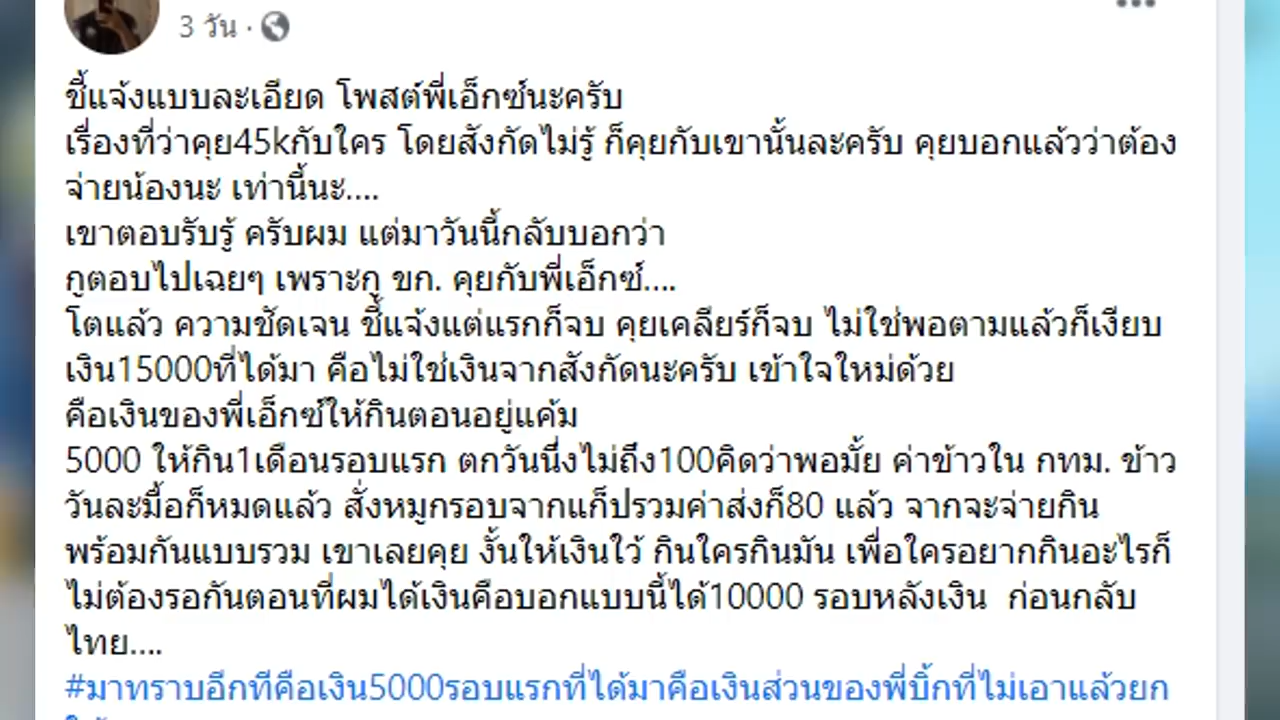 3 วัน ·
ชี้แจ้งแบบละเอียด โพสต์พี่เอ็กซ์นะครับ
เรื่องที่ว่าคุย45kกับใคร โดยสังกัดไม่รู้ ก็คุยกับเขานั้นละครับ คุยบอกแล้วว่าต้อง
จ่ายน้องนะ เท่านี้นะ....
เขาตอบรับรู้ ครับผม แต่มาวันนี้กลับบอกว่า
กูตอบไปเฉยๆ เพราะกู ขก. คุยกับพี่เอ็กซ์....
โตแล้ว ความชัดเจน ชี้แจ้งแต่แรกก็จบ คุยเคลียร์ก็จบ ไม่ใช่พอตามแล้วก็เงียบ
เงิน15000ที่ได้มา คือไม่ใช่เงินจากสังกัดนะครับ เข้าใจใหม่ด้วย
คือเงินของพี่เอ็กซ์ให้กินตอนอยู่แค้ม
5000 ให้กิน1เดือนรอบแรก ตกวันนึ่งไม่ถึง100คิดว่าพอมั้ย ค่าข้าวใน กทม. ข้าว
วันละมื้อก็หมดแล้ว สั่งหมูกรอบจากแก็ปรวมค่าส่งก็80 แล้ว จากจะจ่ายกิน
พร้อมกันแบบรวม เขาเลยคุย งั้นให้เงินใว้ กินใครกินมัน เพื่อใครอยากกินอะไรก็
ไม่ต้องรอกันตอนที่ผมได้เงินคือบอกแบบนี้ได้10000 รอบหลังเงิน ก่อนกลับ
ไทย....
#มาทราบอีกทีคือเงิน5000รอบแรกที่ได้มาคือเงินส่วนของพี่บิ้กที่ไม่เอาแล้วยก